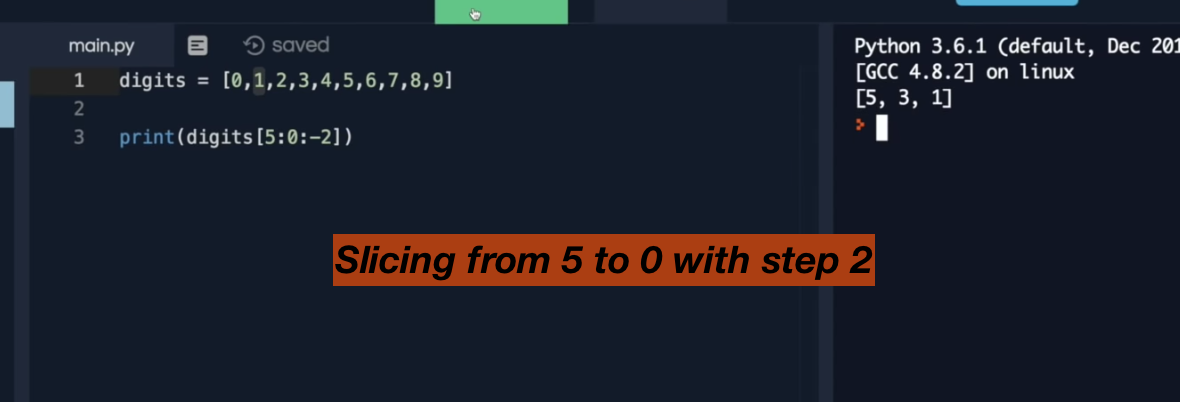 main.py saved
1 digits = [0,1,2,3,4,5,6,7,8,9]
2
3 print(digits[5:0:-2])
Python 3.6.1 (default, Dec 201
[GCC 4.8.2] on linux
[5, 3, 1]
Slicing from 5 to 0 with step 2